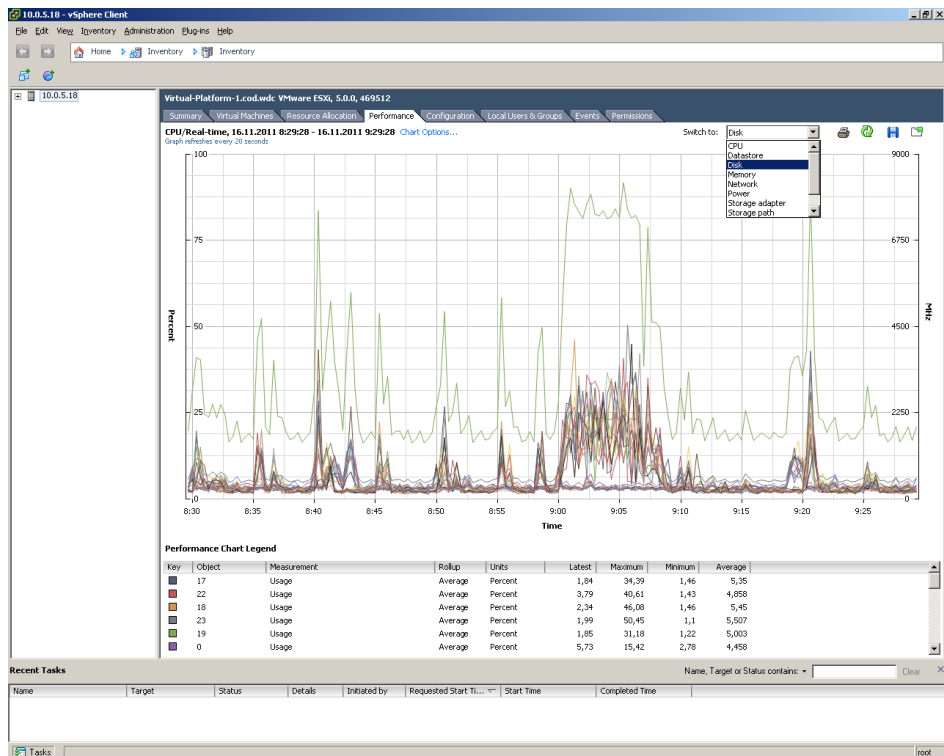 10.0.5.18 - vSphere Client
File Edit View Inventory Administration Plug-ins Help
Home Inventory Inventory
10.0.5.18
Virtual-Platform-1.cod.wdc VMware ESXi, 5.0.0, 469512
Summary Virtual Machines Resource Allocation Performance Configuration Local Users & Groups Events Permissions
CPU/Real-time, 16.11.2011 8:29:28 - 16.11.2011 9:29:28 Chart Options...
Graph refreshes every 20 seconds
Switch to: Disk
CPU
Datastore
Disk
Memory
Network
Power
Storage adapter
Storage path
100 9000
75 6750
50 4500
25 2250
0 0
Percent
MHz
8:30 8:35 8:40 8:45 8:50 8:55 9:00 9:05 9:10 9:15 9:20 9:25
Time
Performance Chart Legend
Key Object Measurement Rollup Units Latest Maximum Minimum Average
17 Usage Average Percent 1,84 34,39 1,46 5,35
22 Usage Average Percent 3,79 40,61 1,43 4,858
18 Usage Average Percent 2,34 46,08 1,46 5,45
23 Usage Average Percent 1,99 50,45 1,1 5,507
19 Usage Average Percent 1,85 31,18 1,22 5,003
0 Usage Average Percent 5,73 15,42 2,78 4,458
Recent Tasks
Name, Target or Status contains: Clear
Name Target Status Details Initiated by Requested Start Ti... Start Time Completed Time
Tasks
root